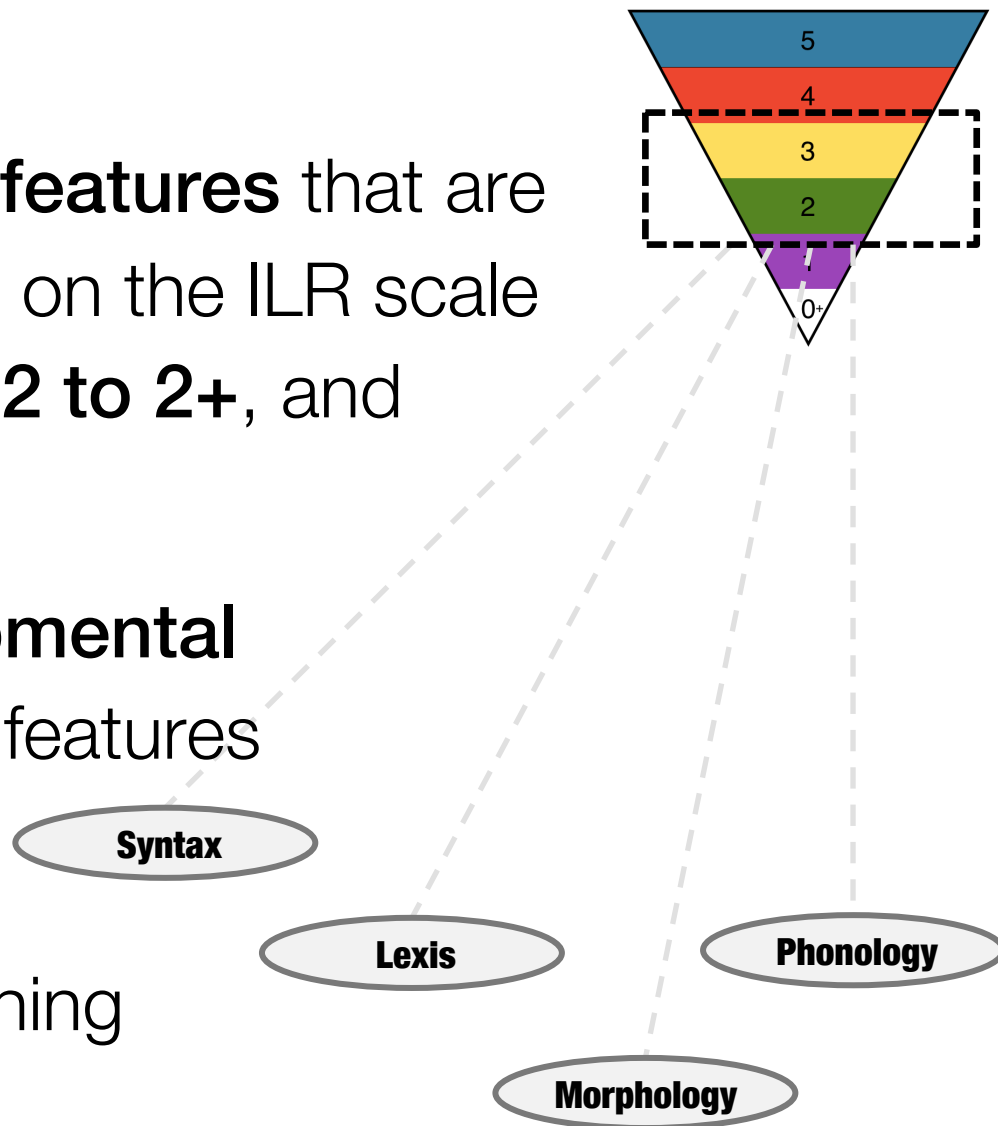 5
4
3
2
1
0+
features that are
on the ILR scale
2 to 2+, and
omental
features
Syntax
Lexis
Phonology
ning
Morphology